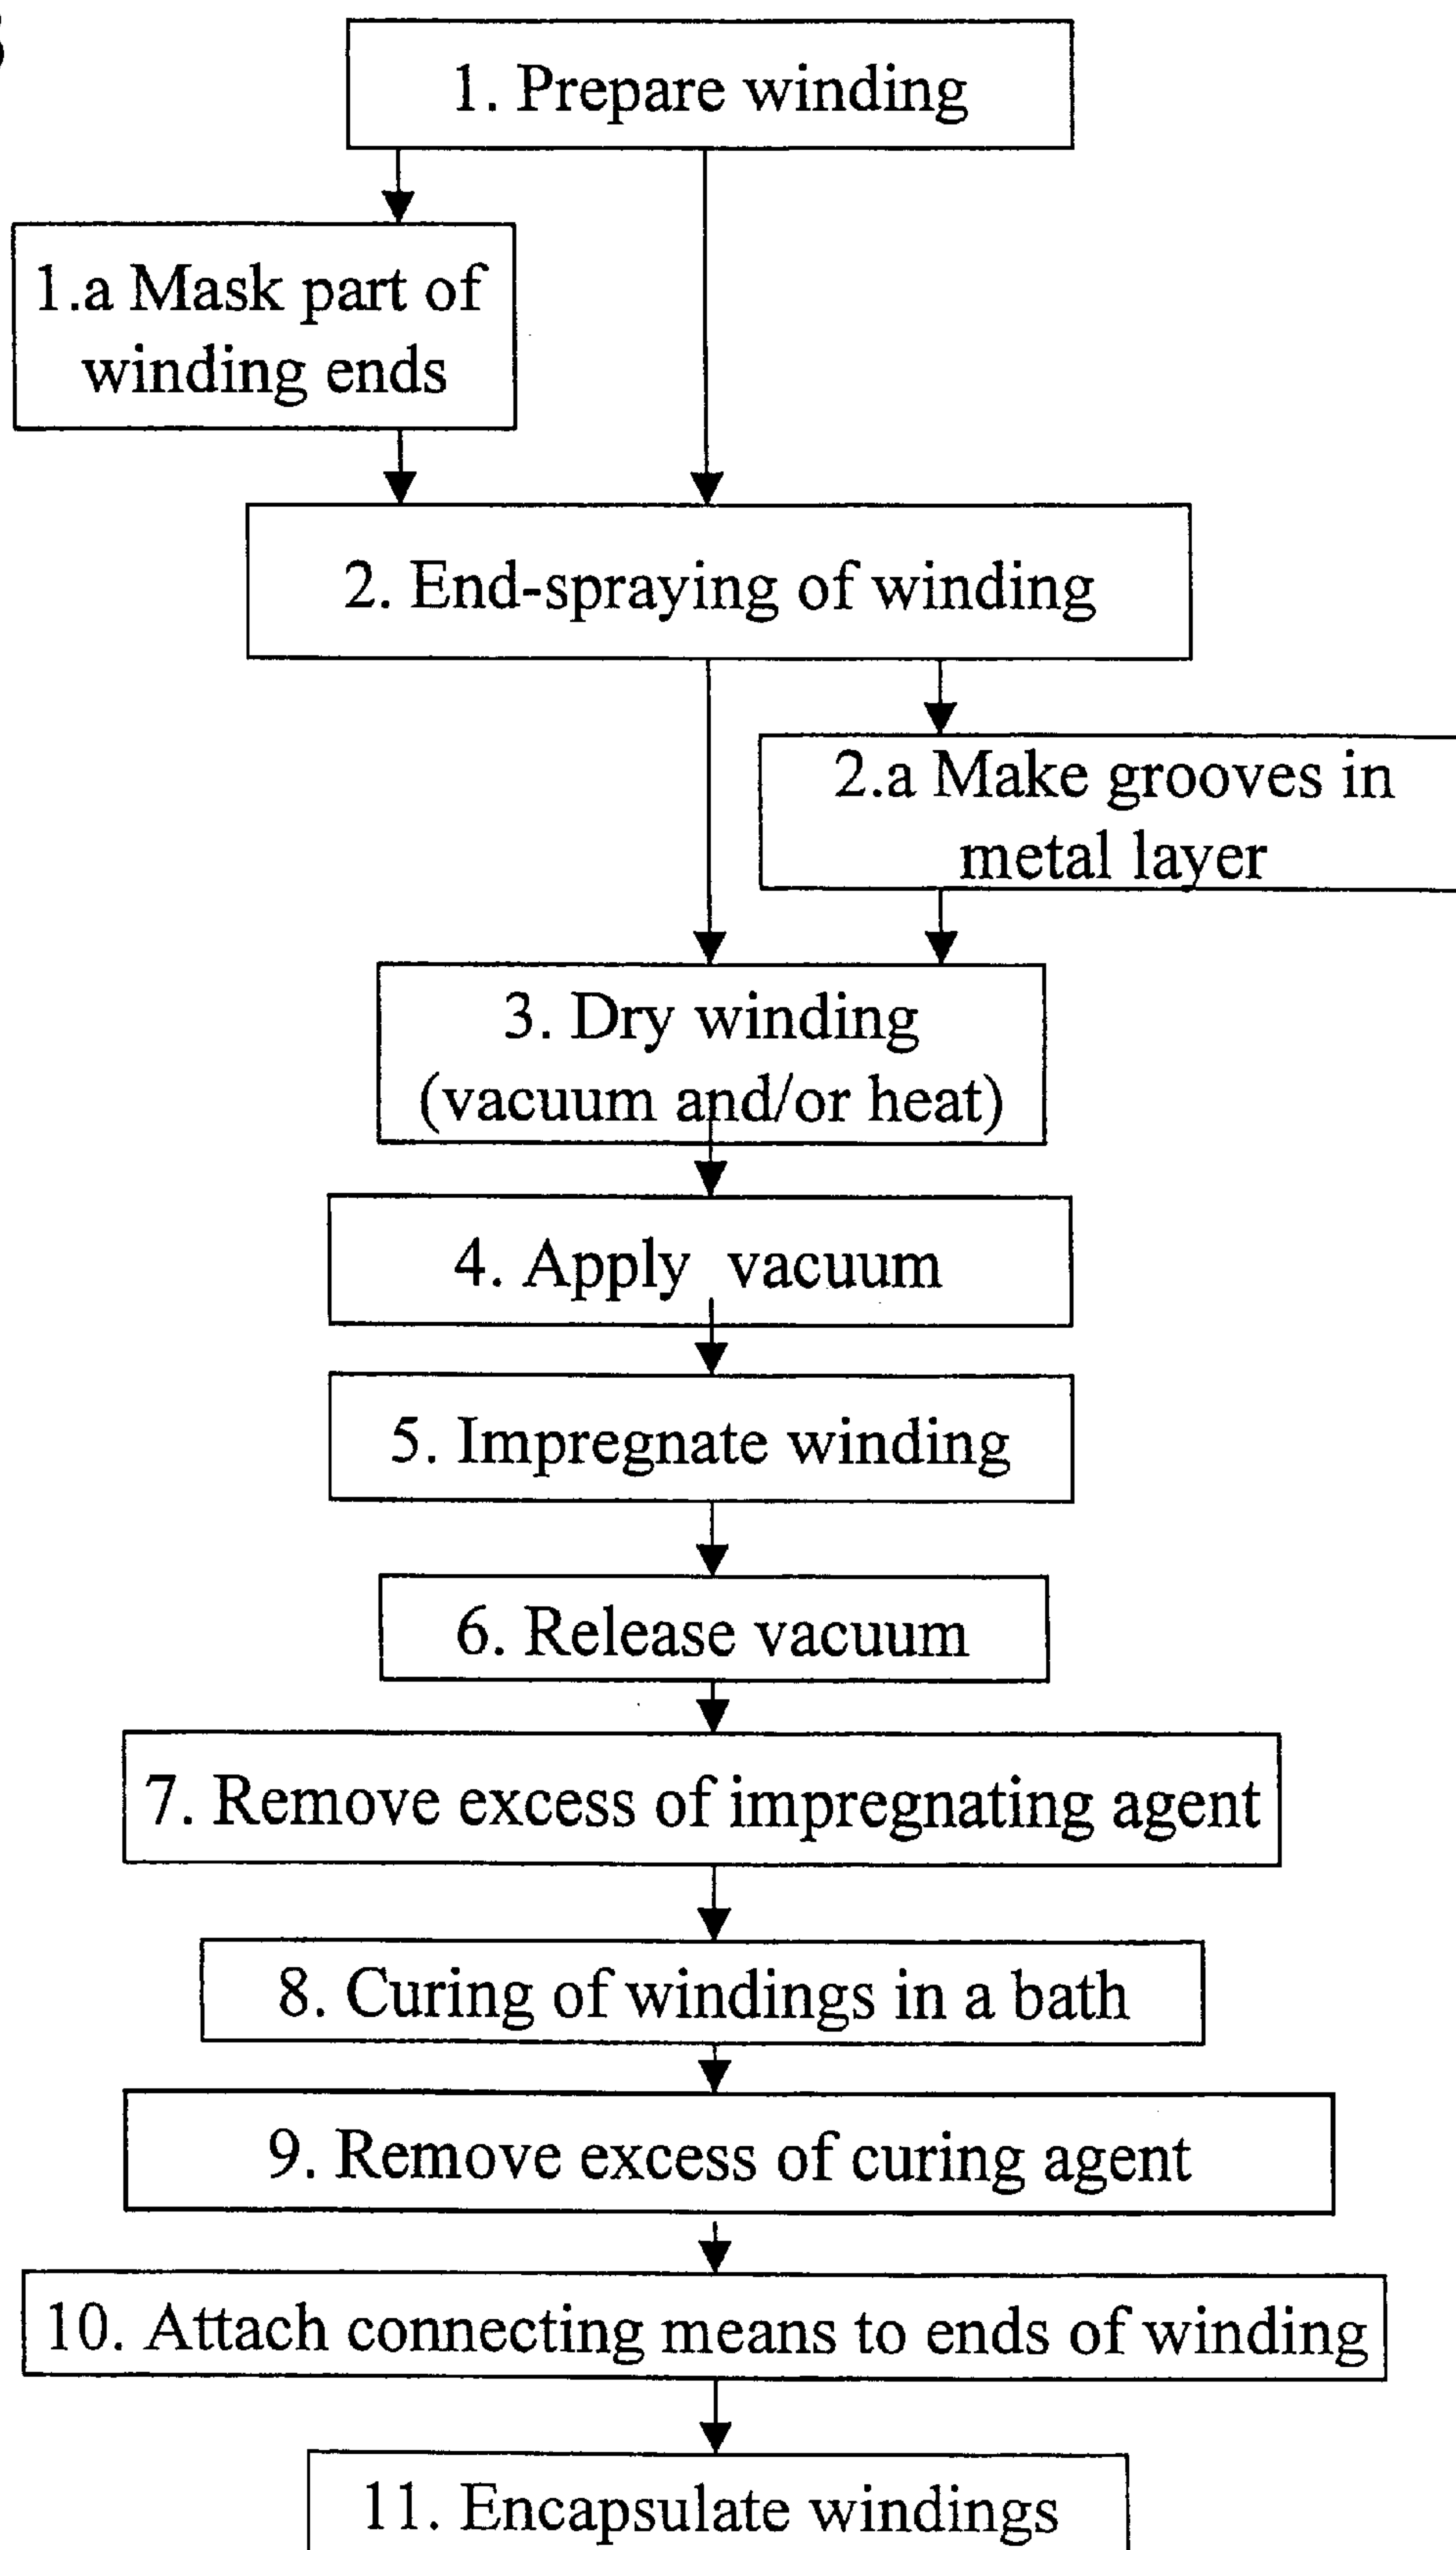 1. Prepare winding
1.a Mask part of
winding ends
2. End-spraying of winding
2.a Make grooves in
metal layer
3. Dry winding
(vacuum and/or heat)
4. Apply vacuum
5. Impregnate winding
6. Release vacuum
7. Remove excess of impregnating agent
8. Curing of windings in a bath
9. Remove excess of curing agent
10. Attach connecting means to ends of winding
11. Encapsulate windings